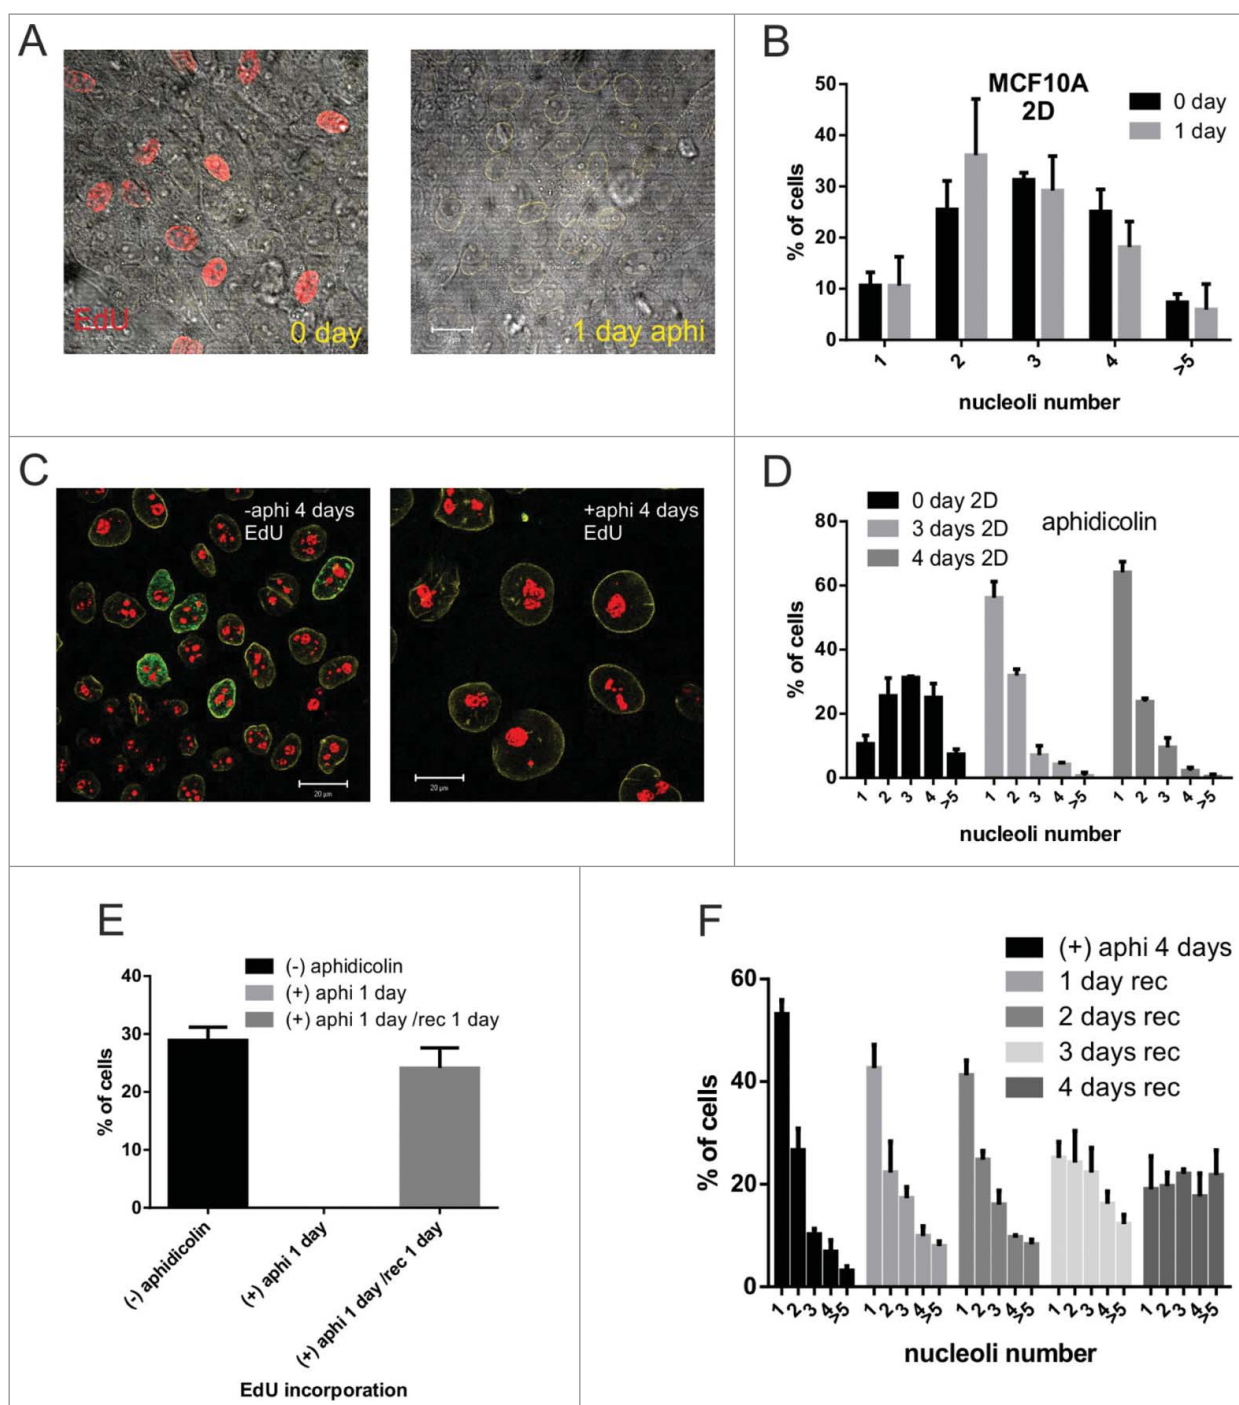 A
EdU
0 day
1 day aphi
B
MCF10A
2D
0 day
1 day
% of cells
50
40
30
20
10
0
1 2 3 4 >5
nucleoli number
C
-aphi 4 days
EdU
20 µm
+aphi 4 days
EdU
20 µm
D
0 day 2D
3 days 2D
4 days 2D
aphidicolin
% of cells
80
60
40
20
0
1 2 3 4 >5 1 2 3 4 >5 1 2 3 4 >5
nucleoli number
E
(-) aphidicolin
(+) aphi 1 day
(+) aphi 1 day /rec 1 day
% of cells
40
30
20
10
0
(-) aphidicolin
(+) aphi 1 day
(+) aphi 1 day /rec 1 day
EdU incorporation
F
(+) aphi 4 days
1 day rec
2 days rec
3 days rec
4 days rec
% of cells
60
40
20
0
1 2 3 4 >5 1 2 3 4 >5 1 2 3 4 >5 1 2 3 4 >5 1 2 3 4 >5
nucleoli number